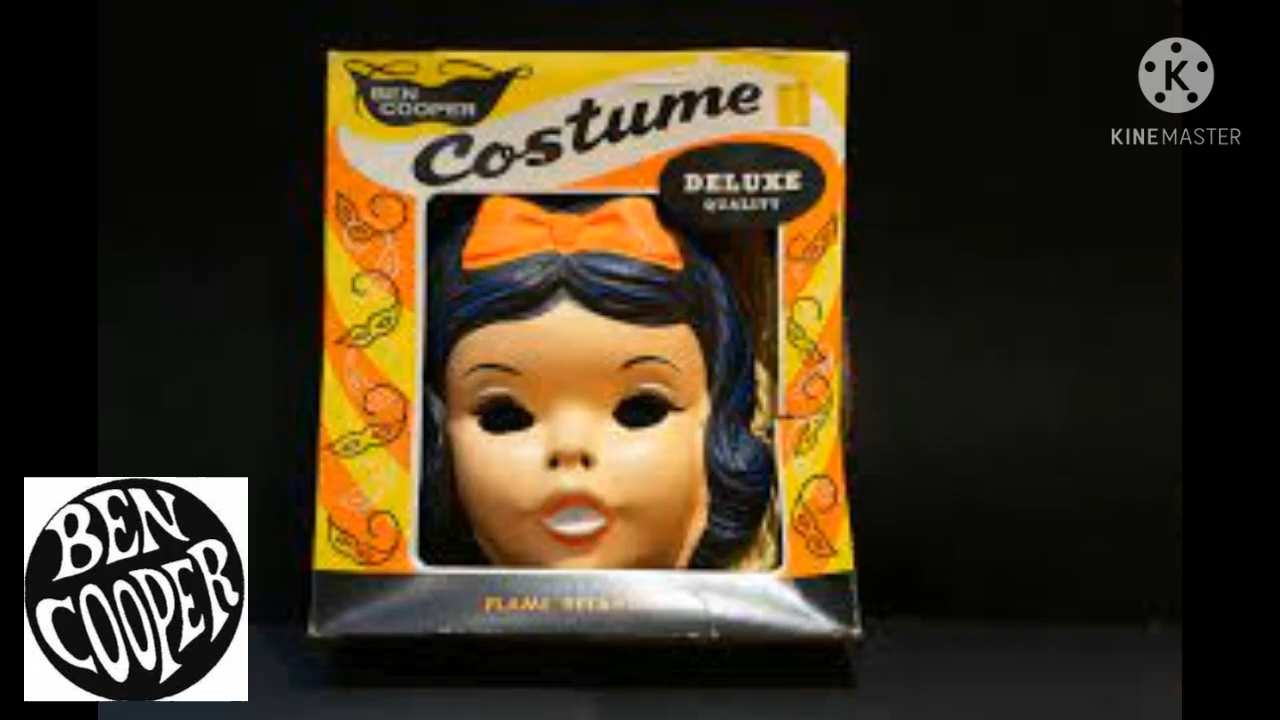 BEN
COOPER
Costume
DELUXE
QUALITY
FLAME
K
KINEMASTER
BEN
COOPER